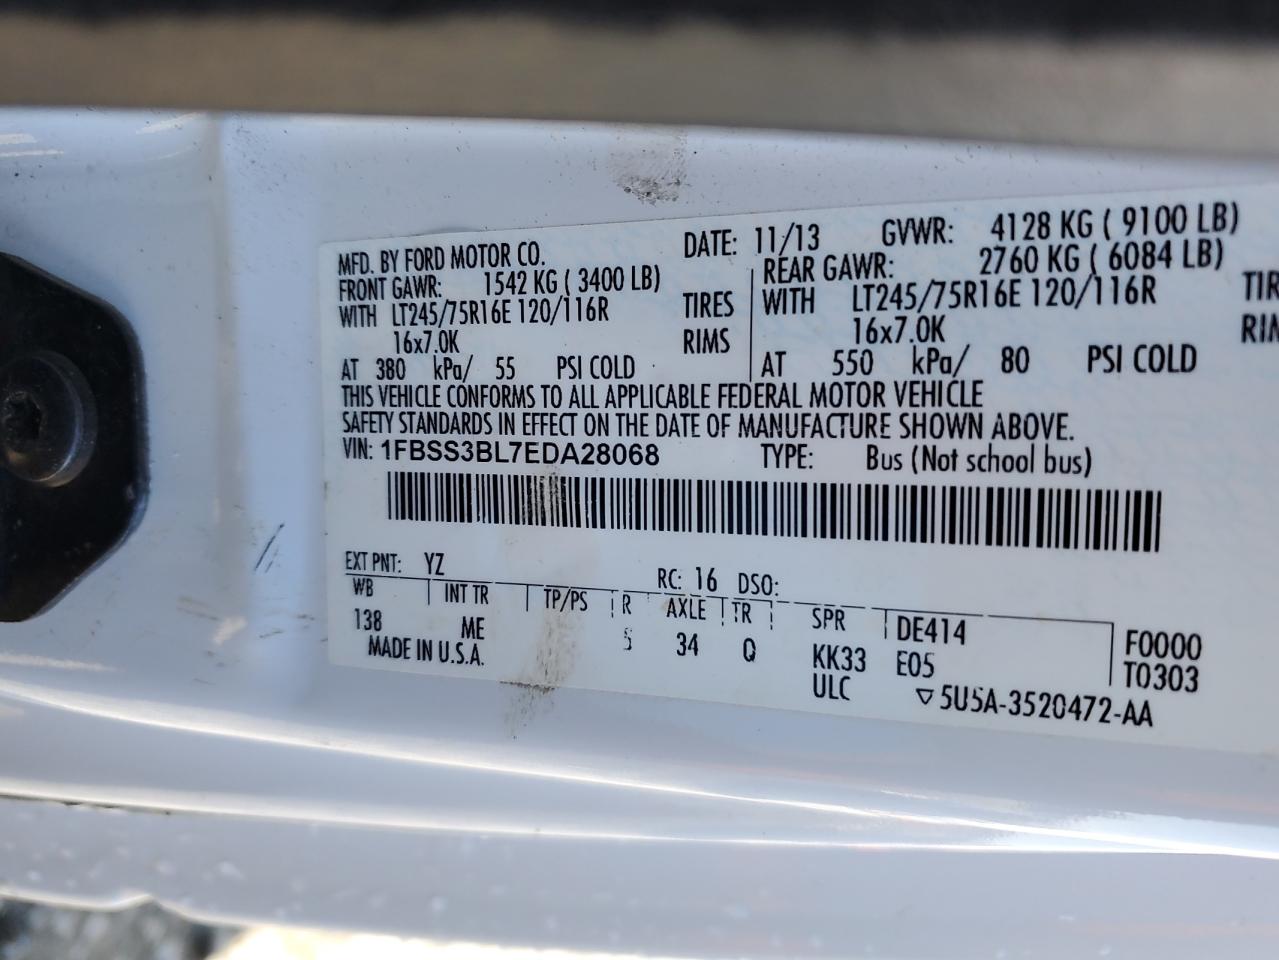 MFD. BY FORD MOTOR CO. DATE: 11/13 GVWR: 4128 KG ( 9100 LB)
FRONT GAWR: 1542 KG ( 3400 LB) REAR GAWR: 2760 KG ( 6084 LB)
WITH LT245/75R16E 120/116R TIRES WITH LT245/75R16E 120/116R
16x7.0K RIMS 16x7.0K
AT 380 kPa/ 55 PSI COLD AT 550 kPa/ 80 PSI COLD
THIS VEHICLE CONFORMS TO ALL APPLICABLE FEDERAL MOTOR VEHICLE
SAFETY STANDARDS IN EFFECT ON THE DATE OF MANUFACTURE SHOWN ABOVE.
VIN: 1FBSS3BL7EDA28068 TYPE: Bus (Not school bus)
EXT PNT: YZ RC: 16 DSO:
WB INT TR TP/PS R AXLE TR SPR DE414 F0000
138 ME 5 34 Q KK33 E05 T0303
MADE IN U.S.A. ULC ▽5U5A-3520472-AA